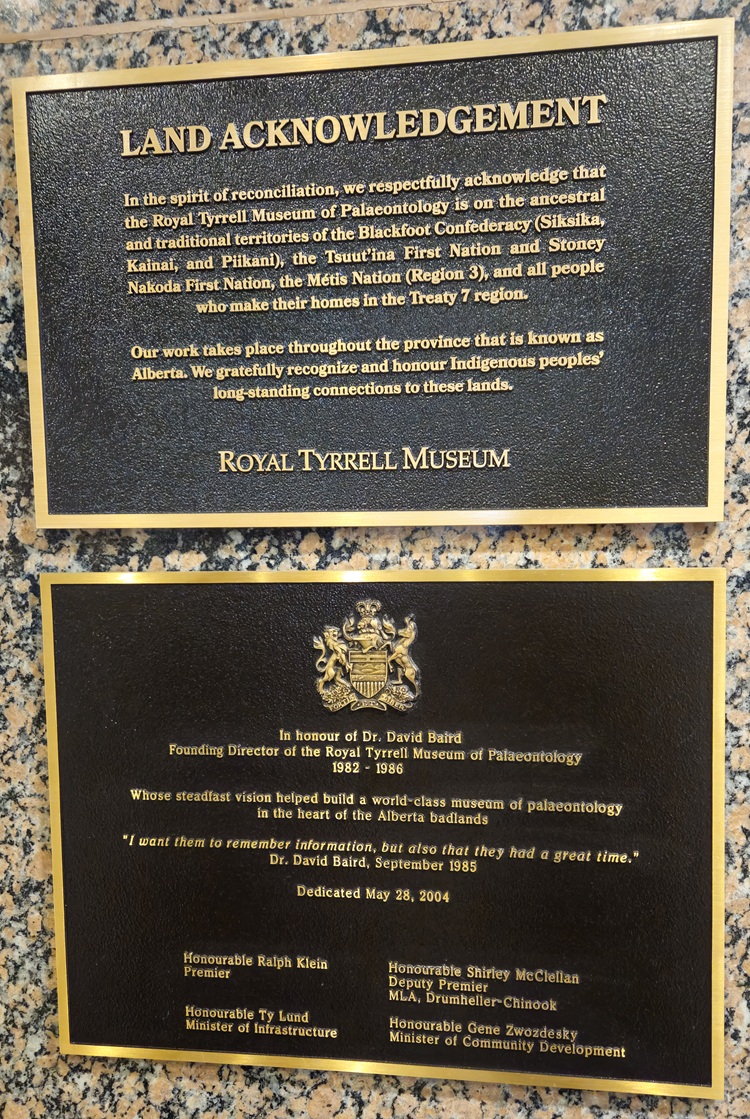 LAND ACKNOWLEDGEMENT
In the spirit of reconciliation, we respectfully acknowledge that
the Royal Tyrrell Museum of Palaeontology is on the ancestral
and traditional territories of the Blackfoot Confederacy (Siksika,
Kainai, and Piikani), the Tsuut'ina First Nation and Stoney
Nakoda First Nation, the Métis Nation (Region 3), and all people
who make their homes in the Treaty 7 region.
Our work takes place throughout the province that is known as
Alberta. We gratefully recognize and honour Indigenous peoples'
long-standing connections to these lands.
ROYAL TYRRELL MUSEUM
In honour of Dr. David Baird
Founding Director of the Royal Tyrrell Museum of Palaeontology
1982 - 1986
Whose steadfast vision helped build a world-class museum of palaeontology
in the heart of the Alberta badlands
"I want them to remember information, but also that they had a great time."
Dr. David Baird, September 1985
Dedicated May 28, 2004
Honourable Ralph Klein
Premier
Honourable Ty Lund
Minister of Infrastructure
Honourable Shirley McClellan
Deputy Premier
MLA, Drumheller-Chinook
Honourable Gene Zwozdesky
Minister of Community Development